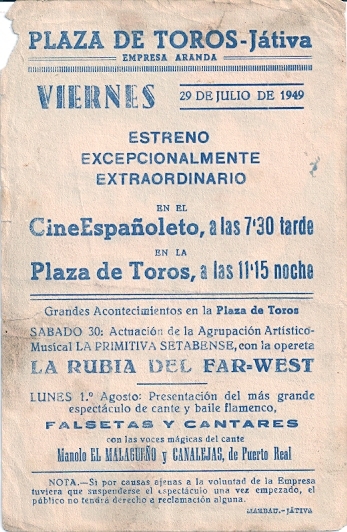 PLAZA DE TOROS-Játiva
EMPRESA ARANDA
VIERNES
29 DE JULIO DE 1949
ESTRENO
EXCEPCIONALMENTE
EXTRAORDINARIO
EN EL
CineEspañoleto, a las 7'30 tarde
EN LA
Plaza de Toros, a las 11'15 noche
Grandes Acontecimientos en la Plaza de Toros
SABADO 30: Actuación de la Agrupación Artístico-
Musical LA PRIMITIVA SETABENSE, con la opereta
LA RUBIA DEL FAR-WEST
LUNES 1.º Agosto: Presentación del más grande
espectáculo de cante y baile flamenco,
FALSETAS Y CANTARES
con las voces mágicas del cante
Manolo EL MALAGUEÑO y CANALEJAS, de Puerto Real
NOTA.—Si por causas ajenas a la voluntad de la Empresa
tuviera que suspenderse el espectáculo una vez empezado, el
público no tendrá derecho a reclamación alguna.
-JÁTIVA